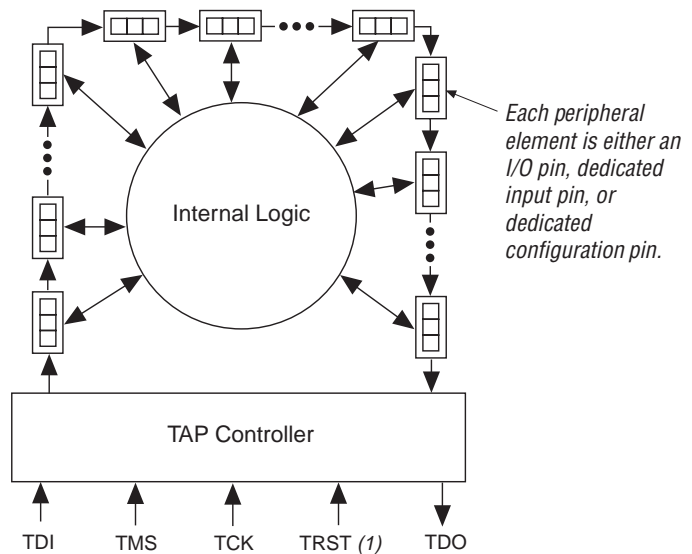 Each peripheral
element is either an
I/O pin, dedicated
input pin, or
dedicated
configuration pin.
Internal Logic
TAP Controller
TDI TMS TCK TRST (1) TDO